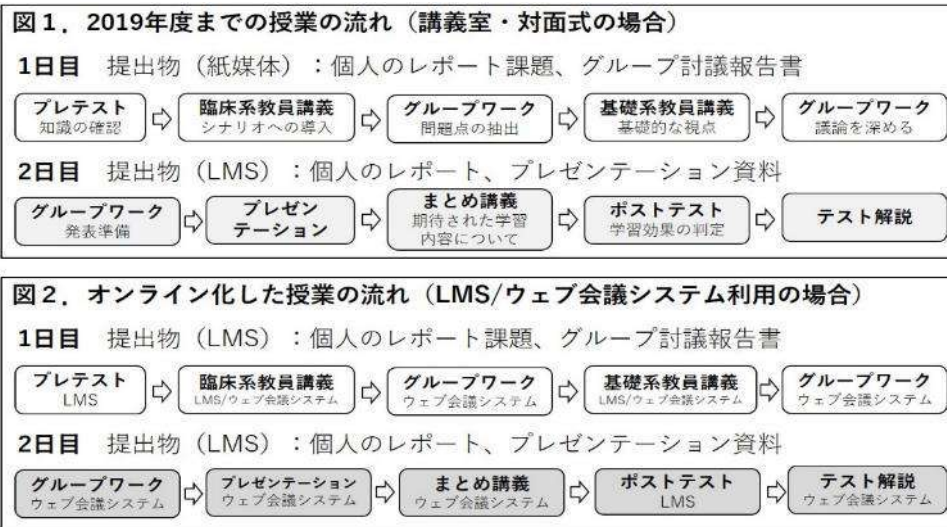 図1．2019年度までの授業の流れ（講義室・対面式の場合）
1日目　提出物（紙媒体）：個人のレポート課題、グループ討議報告書
プレテスト
知識の確認
臨床系教員講義
シナリオへの導入
グループワーク
問題点の抽出
基礎系教員講義
基礎的な視点
グループワーク
議論を深める
2日目　提出物（LMS）：個人のレポート、プレゼンテーション資料
グループワーク
発表準備
プレゼン
テーション
まとめ講義
期待された学習
内容について
ポストテスト
学習効果の判定
テスト解説
図2．オンライン化した授業の流れ（LMS/ウェブ会議システム利用の場合）
1日目　提出物（LMS）：個人のレポート課題、グループ討議報告書
プレテスト
LMS
臨床系教員講義
LMS/ウェブ会議システム
グループワーク
ウェブ会議システム
基礎系教員講義
LMS/ウェブ会議システム
グループワーク
ウェブ会議システム
2日目　提出物（LMS）：個人のレポート、プレゼンテーション資料
グループワーク
ウェブ会議システム
プレゼンテーション
ウェブ会議システム
まとめ講義
ウェブ会議システム
ポストテスト
LMS
テスト解説
ウェブ会議システム